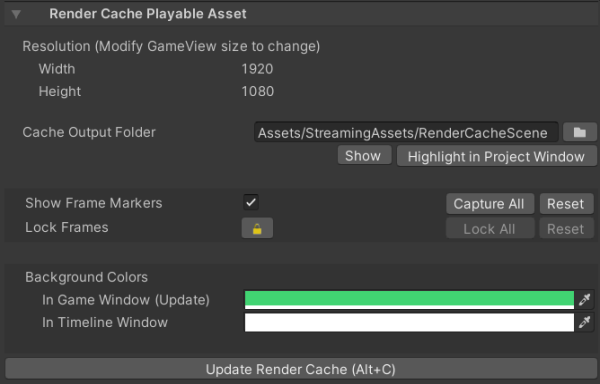 Render Cache Playable Asset
Resolution (Modify GameView size to change)
Width 1920
Height 1080
Cache Output Folder Assets/StreamingAssets/RenderCacheScene
Show Highlight in Project Window
Show Frame Markers Capture All Reset
Lock Frames Lock All Reset
Background Colors
In Game Window (Update)
In Timeline Window
Update Render Cache (Alt+C)